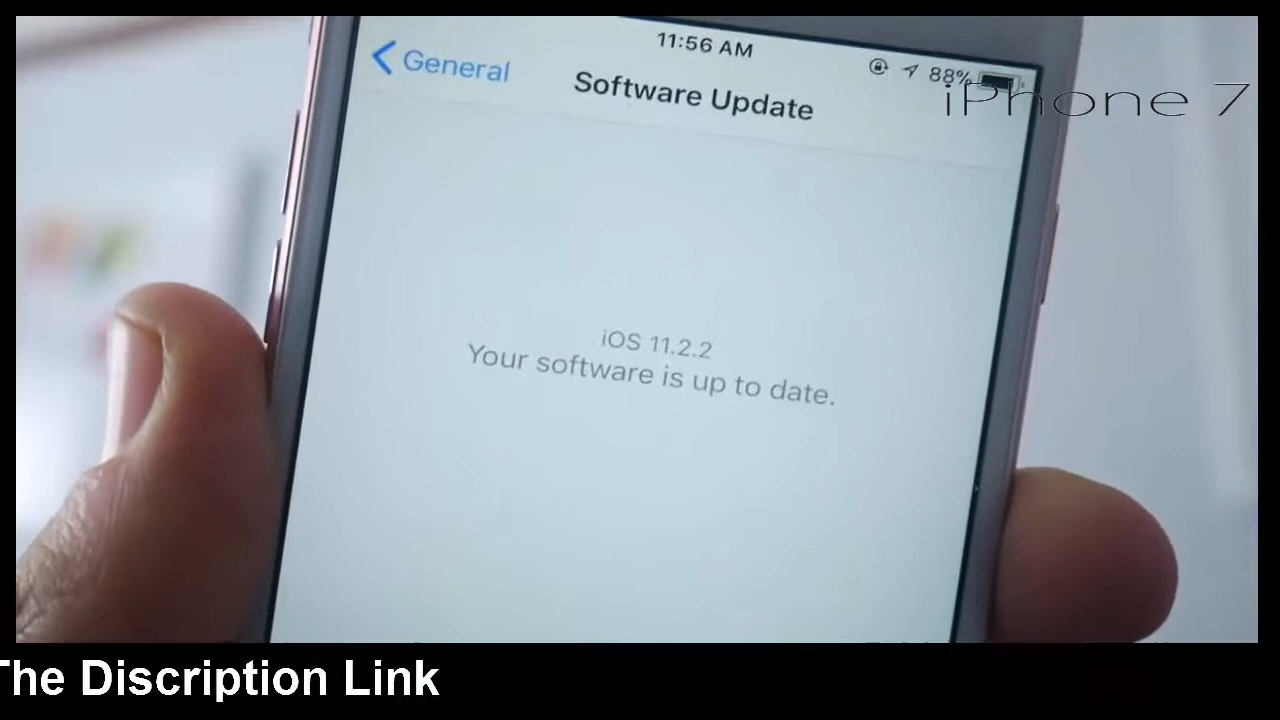 11:56 AM
88%
General
Software Update
iPhone 7
iOS 11.2.2
Your software is up to date.
The Discription Link